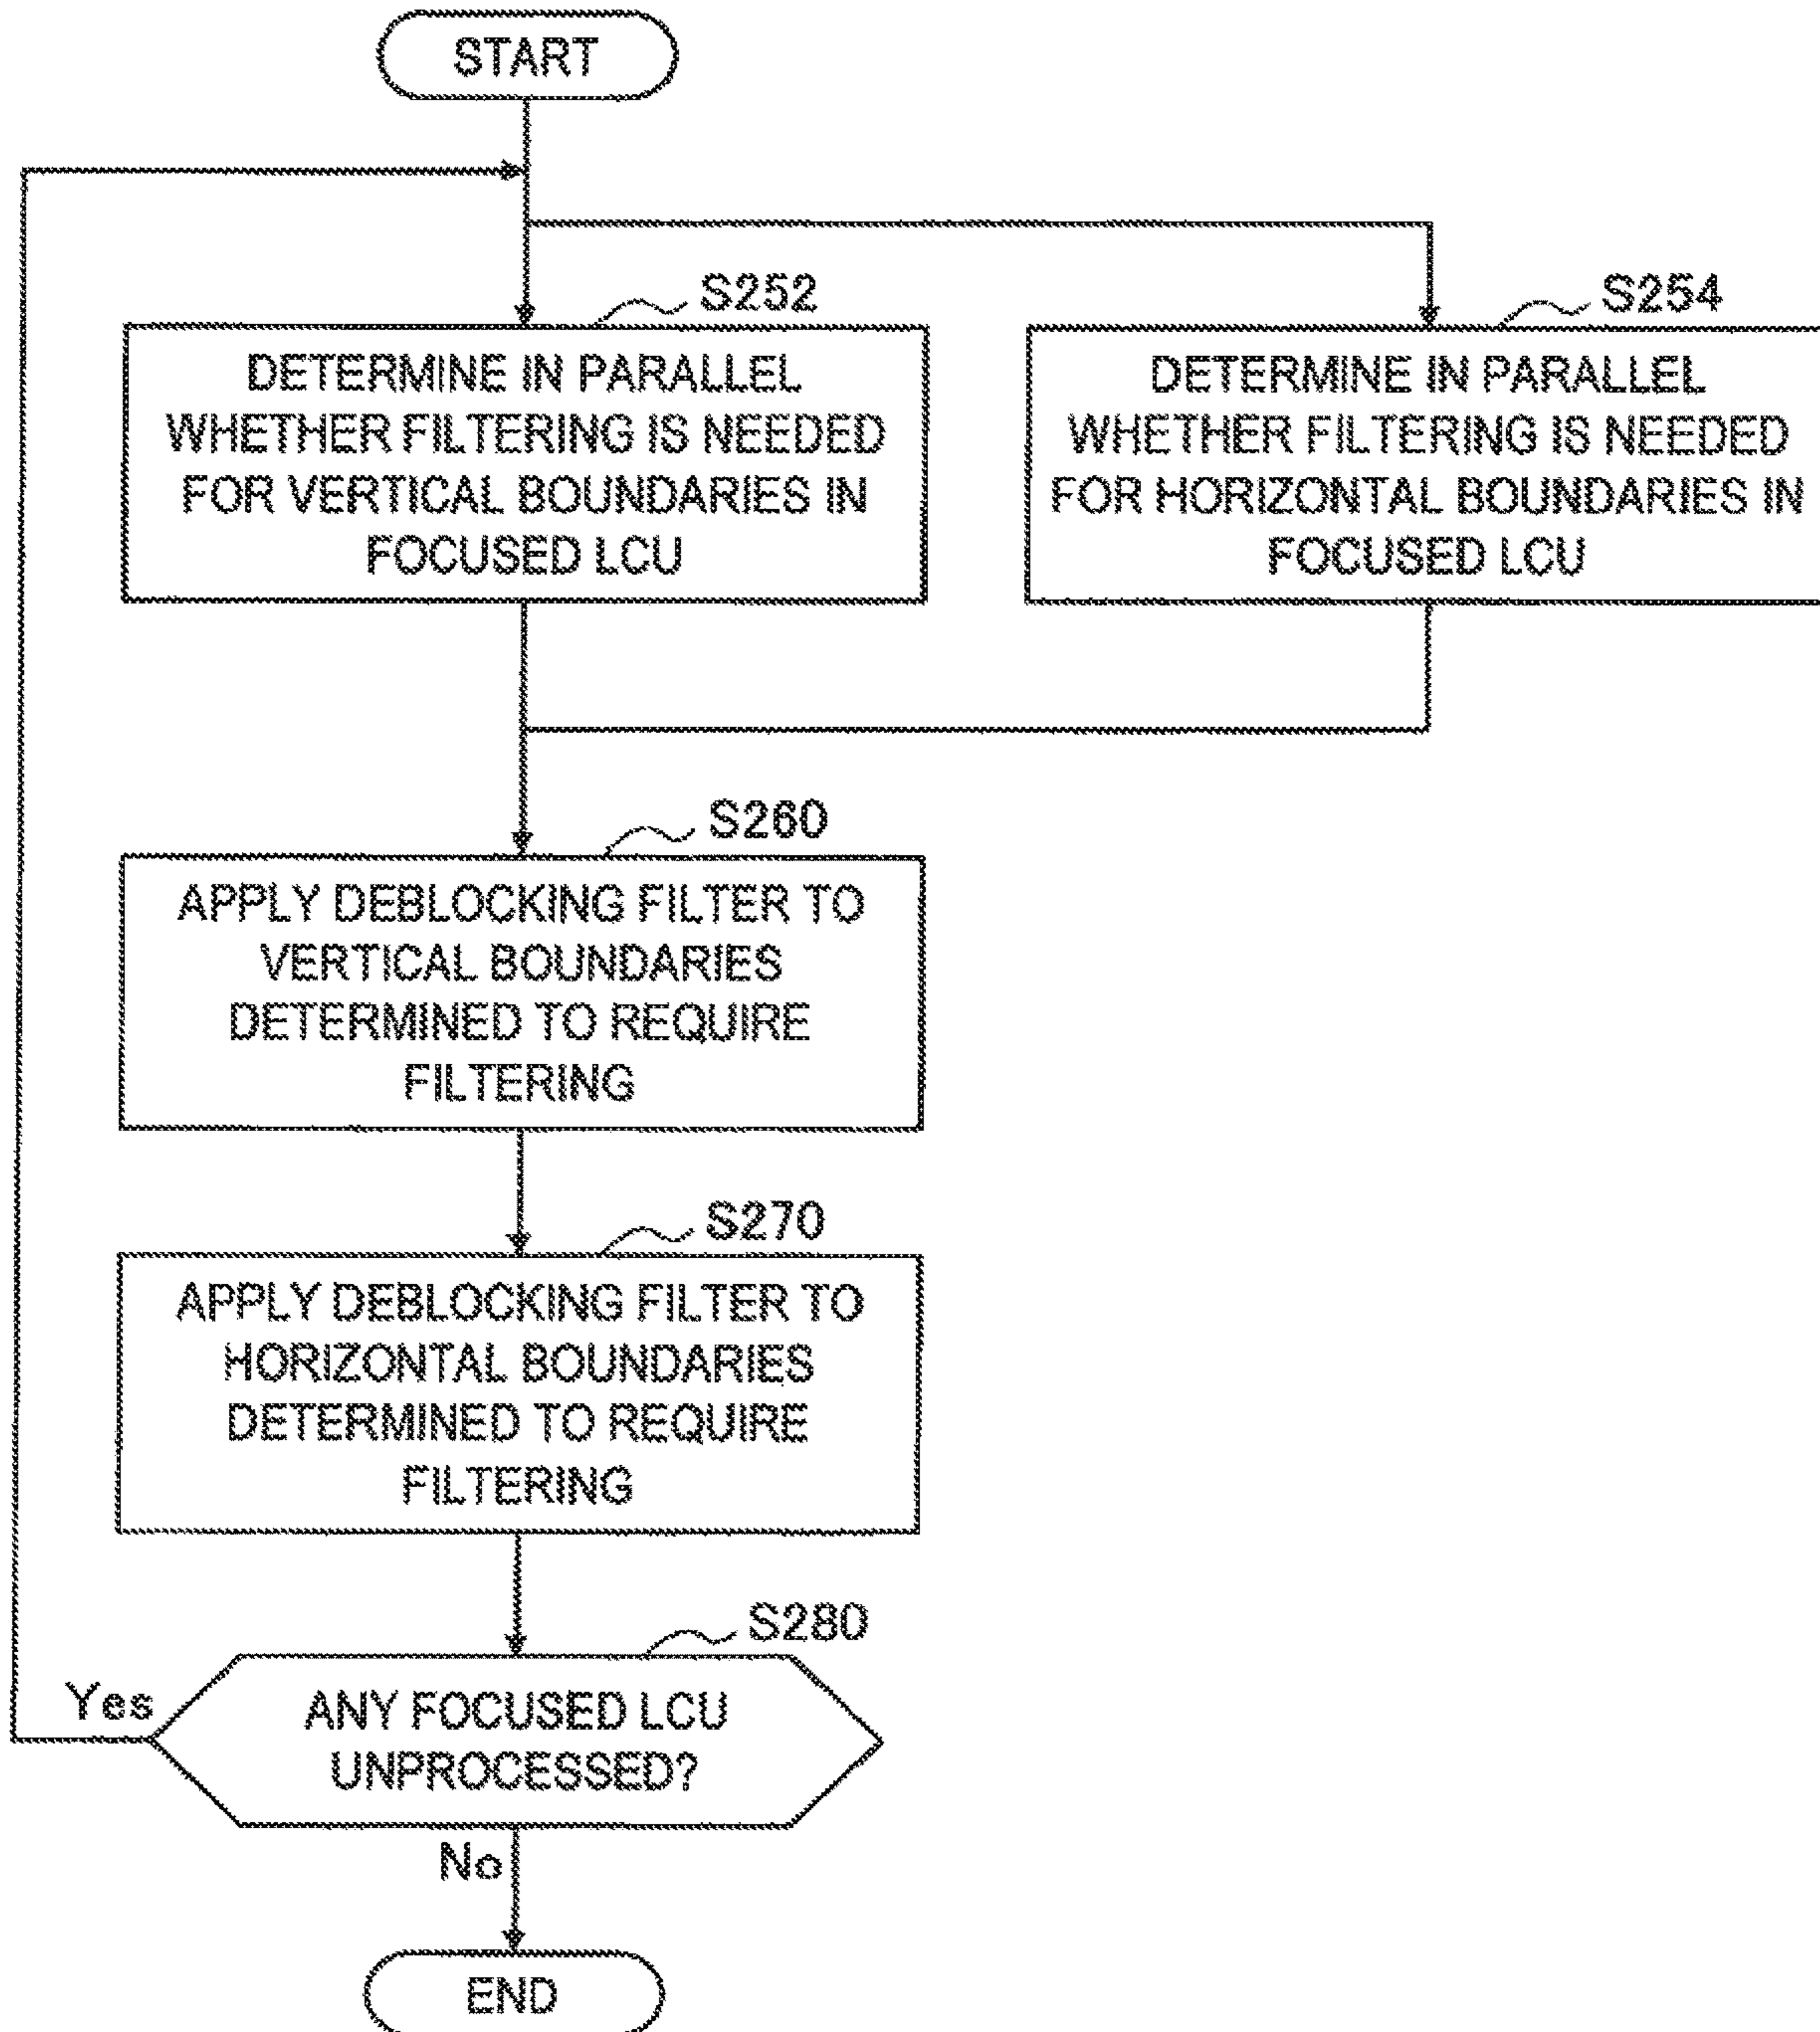 START
S252
DETERMINE IN PARALLEL
WHETHER FILTERING IS NEEDED
FOR VERTICAL BOUNDARIES IN
FOCUSED LCU
S254
DETERMINE IN PARALLEL
WHETHER FILTERING IS NEEDED
FOR HORIZONTAL BOUNDARIES IN
FOCUSED LCU
S260
APPLY DEBLOCKING FILTER TO
VERTICAL BOUNDARIES
DETERMINED TO REQUIRE
FILTERING
S270
APPLY DEBLOCKING FILTER TO
HORIZONTAL BOUNDARIES
DETERMINED TO REQUIRE
FILTERING
S280
Yes
ANY FOCUSED LCU
UNPROCESSED?
No
END